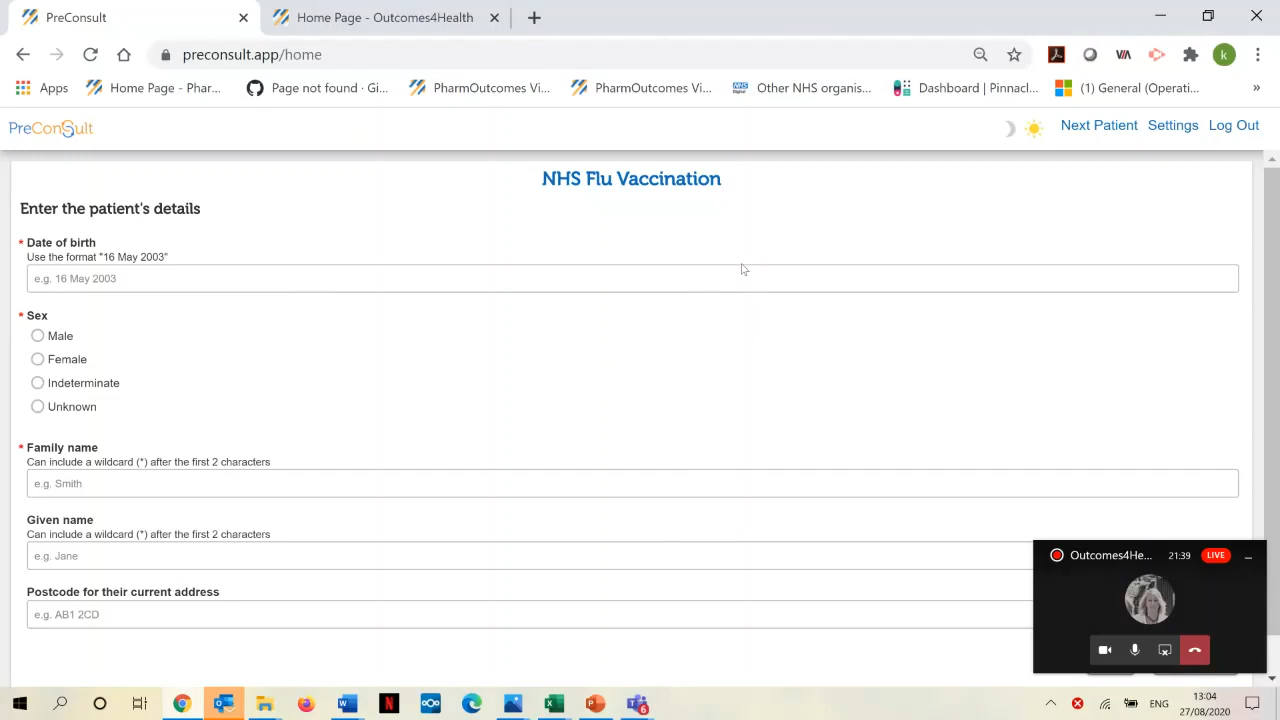 PreConsult
Home Page - Outcomes4Health
preconsult.app/home
k
Apps
Home Page - Phar...
Page not found · Gi...
PharmOutcomes Vi...
PharmOutcomes Vi...
Other NHS organis...
Dashboard | Pinnacl...
(1) General (Operati...
»
PreConSult
Next Patient
Settings
Log Out
NHS Flu Vaccination
Enter the patient's details
* Date of birth
Use the format "16 May 2003"
e.g. 16 May 2003
* Sex
Male
Female
Indeterminate
Unknown
* Family name
Can include a wildcard (*) after the first 2 characters
e.g. Smith
Given name
Can include a wildcard (*) after the first 2 characters
e.g. Jane
Postcode for their current address
e.g. AB1 2CD
Outcomes4He...
21:39
LIVE
ENG
13:04
27/08/2020